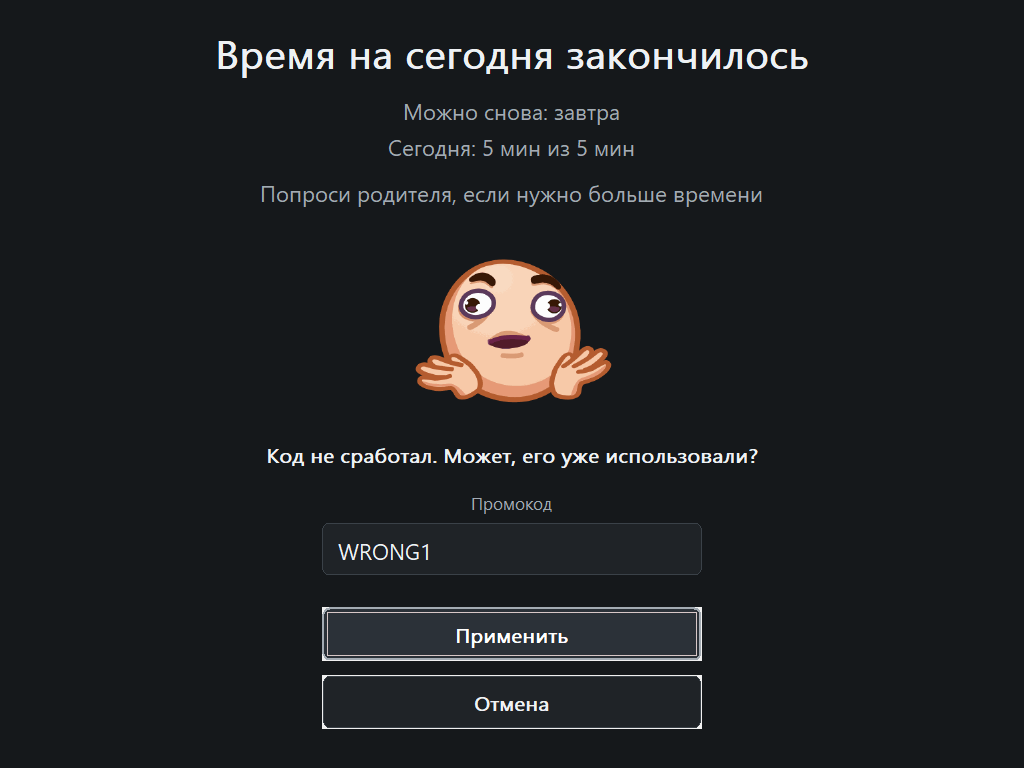 Время на сегодня закончилось
Можно снова: завтра
Сегодня: 5 мин из 5 мин
Попроси родителя, если нужно больше времени
Код не сработал. Может, его уже использовали?
Промокод
WRONG1
Применить
Отмена